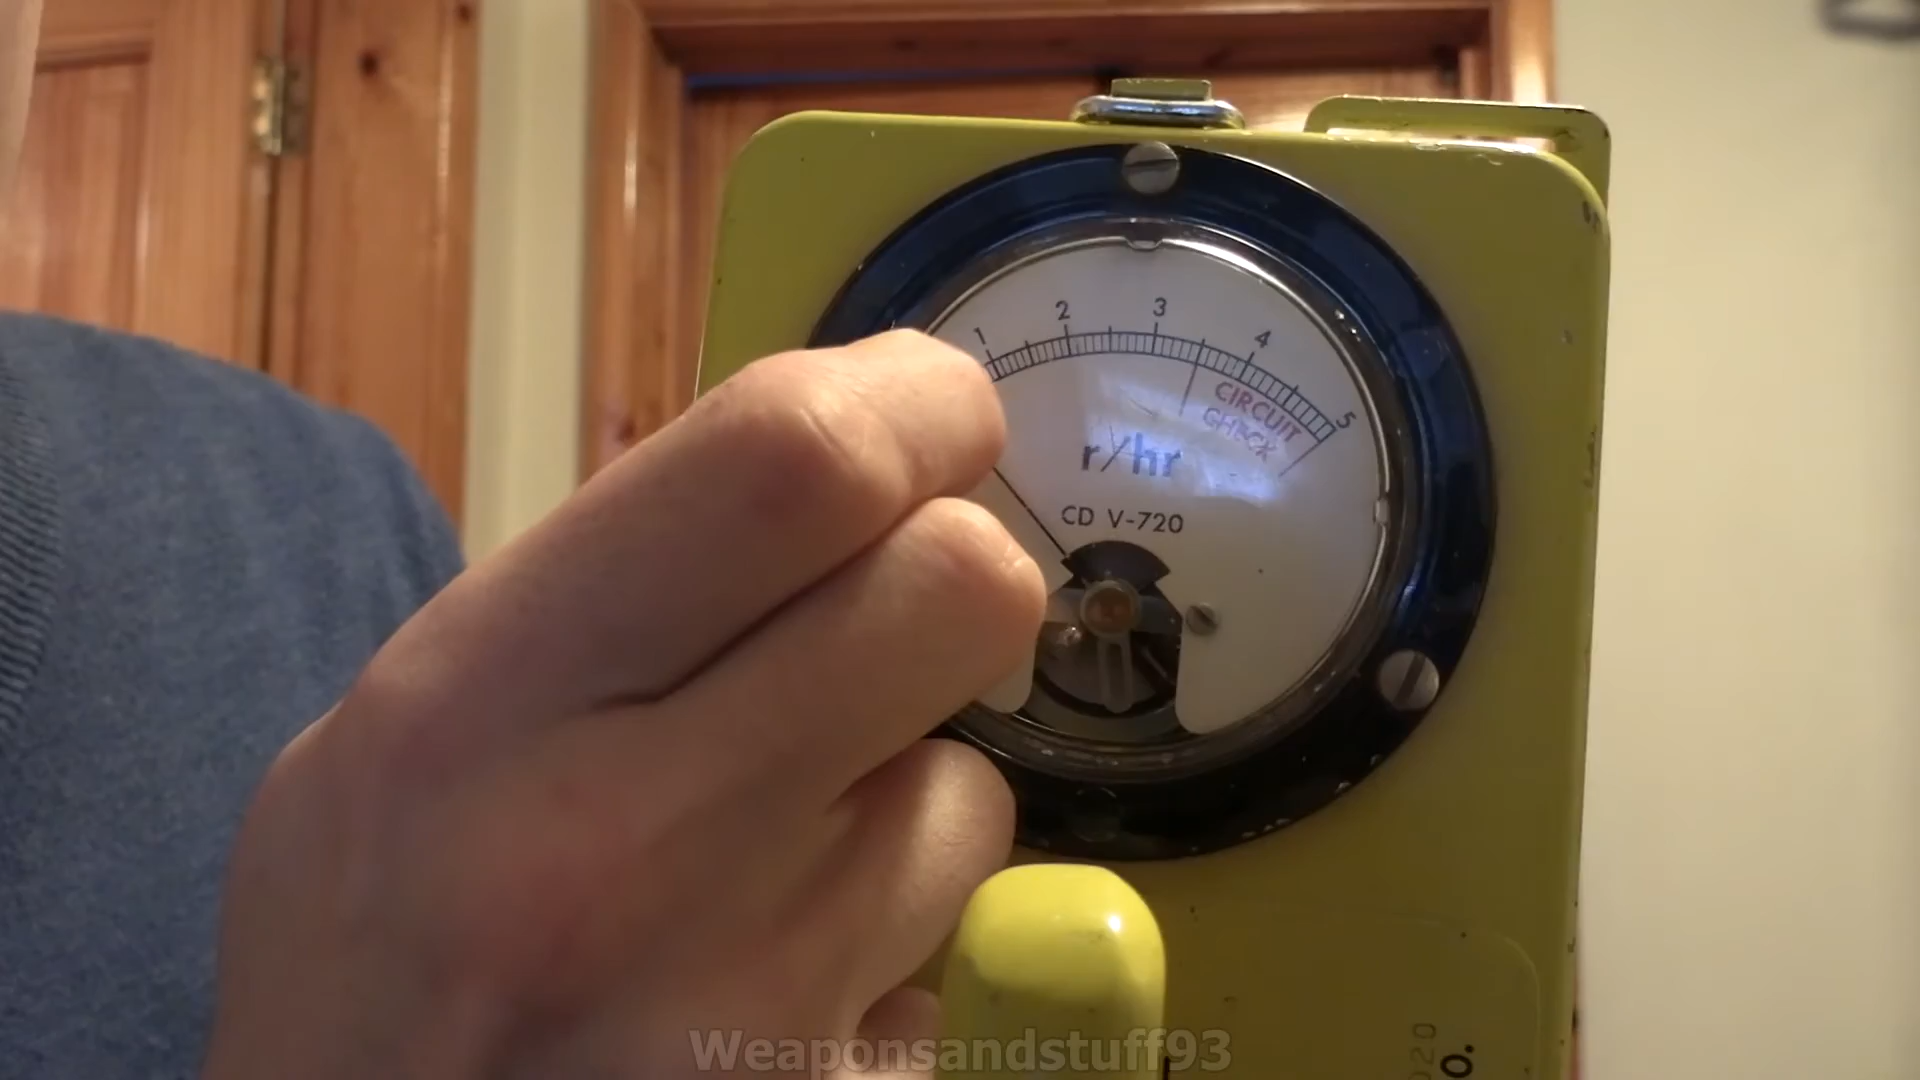 1 2 3 4 5
CIRCUIT
CHECK
r/hr
CD V-720
O.
Weaponsandstuff93